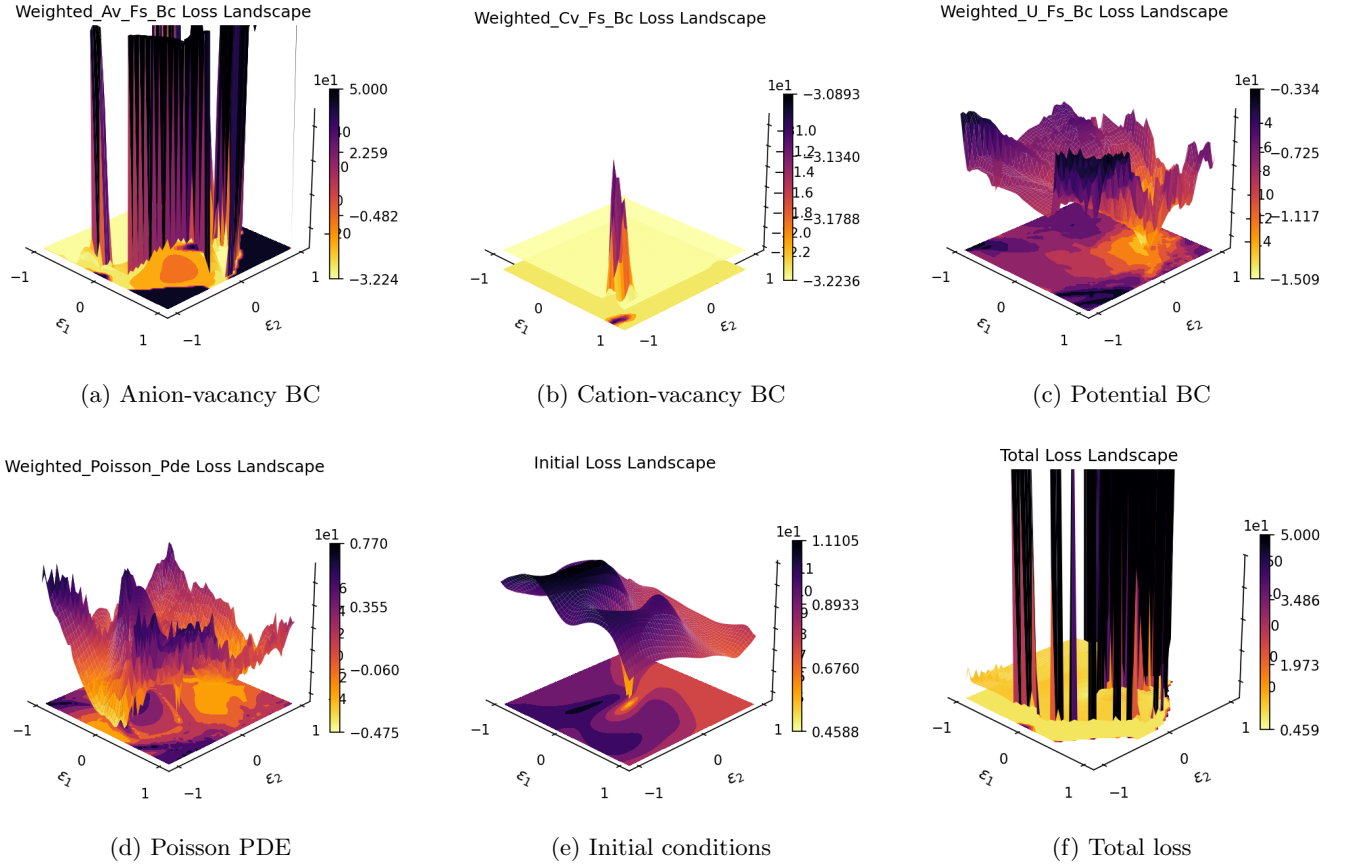 Weighted_Av_Fs_Bc Loss Landscape
1e1
5.000
40
2.259
0
−0.482
20
−3.224
−1
0
1
ε1
−1
0
1
ε2
(a) Anion-vacancy BC
Weighted_Cv_Fs_Bc Loss Landscape
1e1
−3.0893
−3.1340
−3.1788
−3.2236
−1
0
1
ε1
−1
0
1
ε2
(b) Cation-vacancy BC
Weighted_U_Fs_Bc Loss Landscape
1e1
−0.334
−0.725
−1.117
−1.509
−1
0
1
ε1
−1
0
1
ε2
(c) Potential BC
Weighted_Poisson_Pde Loss Landscape
1e1
0.770
0.355
−0.060
−0.475
−1
0
1
ε1
−1
0
1
ε2
(d) Poisson PDE
Initial Loss Landscape
1e1
1.1105
0.8933
0.6760
0.4588
−1
0
1
ε1
−1
0
1
ε2
(e) Initial conditions
Total Loss Landscape
1e1
5.000
3.486
1.973
0.459
−1
0
1
ε1
−1
0
1
ε2
(f) Total loss